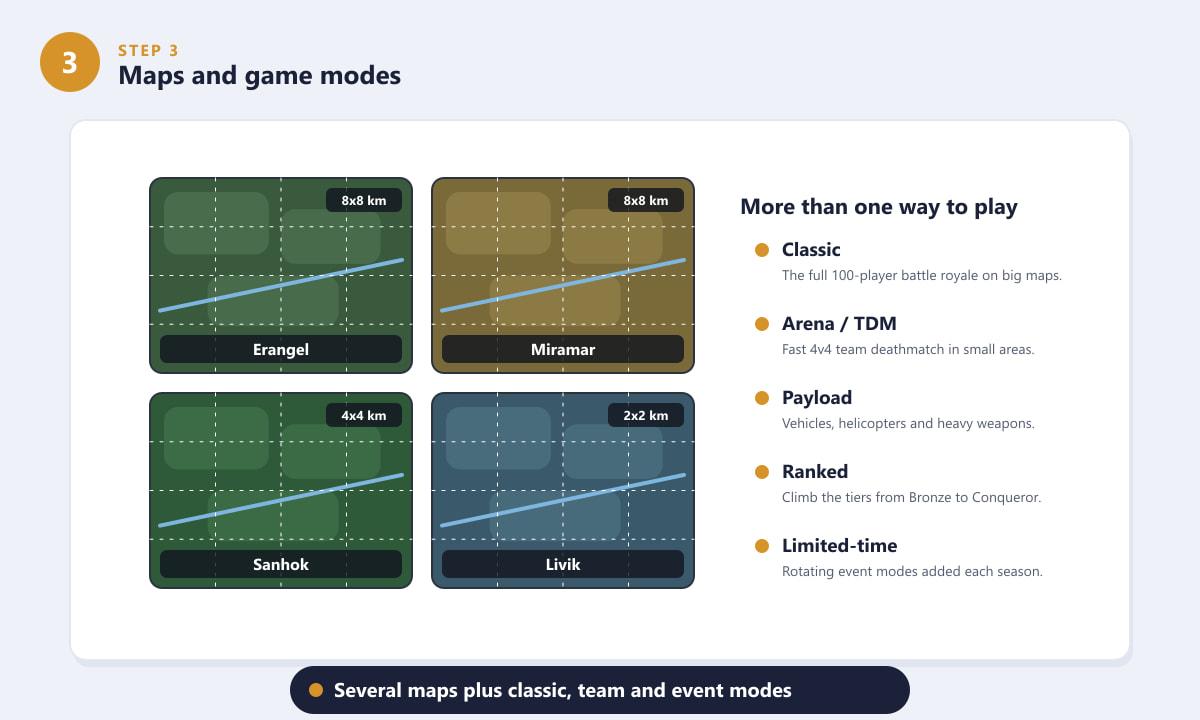 3
STEP 3
Maps and game modes
8x8 km
Erangel
8x8 km
Miramar
4x4 km
Sanhok
2x2 km
Livik
More than one way to play
Classic
The full 100-player battle royale on big maps.
Arena / TDM
Fast 4v4 team deathmatch in small areas.
Payload
Vehicles, helicopters and heavy weapons.
Ranked
Climb the tiers from Bronze to Conqueror.
Limited-time
Rotating event modes added each season.
Several maps plus classic, team and event modes